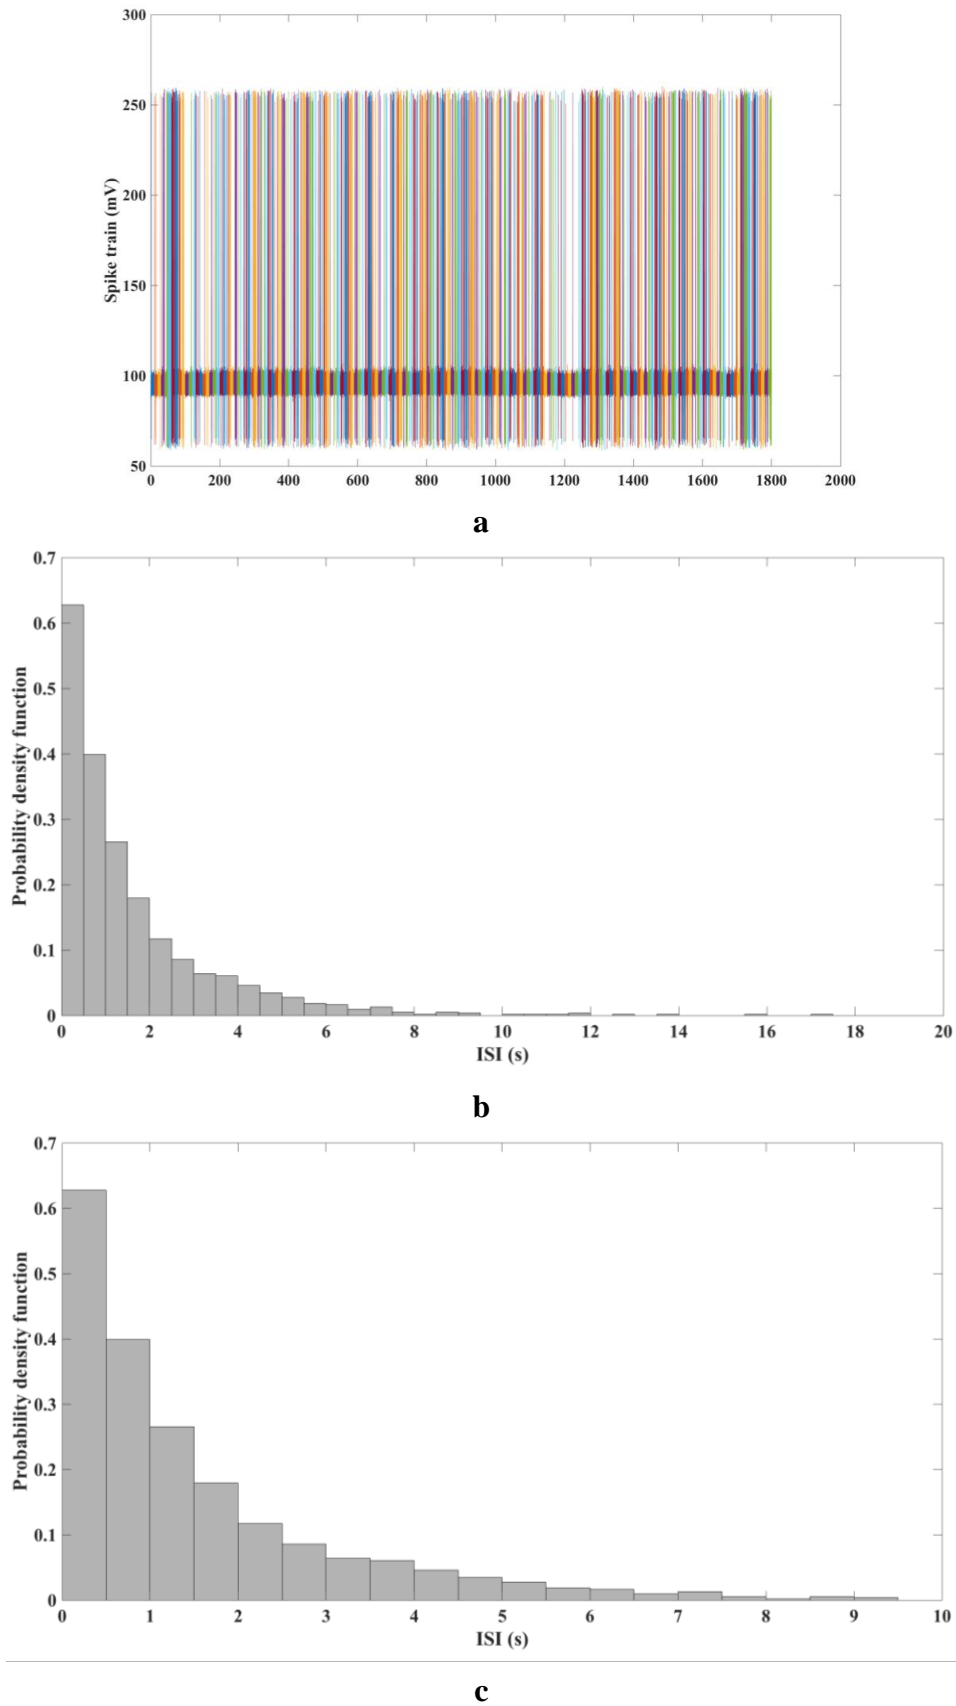 300
250
200
150
100
50
Spike train (mV)
0 200 400 600 800 1000 1200 1400 1600 1800 2000
a
0.7
0.6
0.5
0.4
0.3
0.2
0.1
0
Probability density function
0 2 4 6 8 10 12 14 16 18 20
ISI (s)
b
0.7
0.6
0.5
0.4
0.3
0.2
0.1
0
Probability density function
0 1 2 3 4 5 6 7 8 9 10
ISI (s)
c